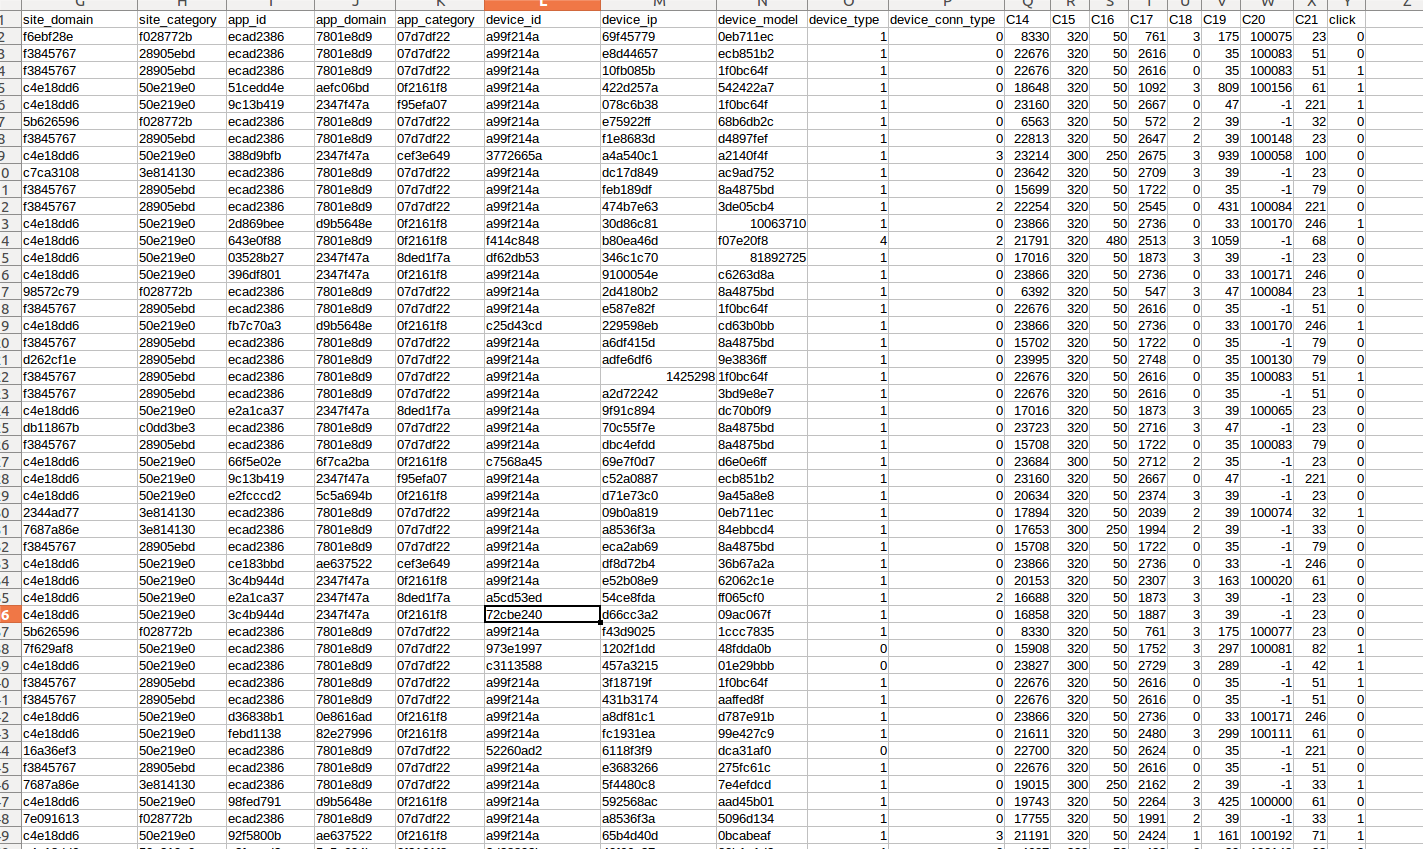 G H I J K L M N O P Q R S T U V W X Y Z
1 site_domain site_category app_id app_domain app_category device_id device_ip device_model device_type device_conn_type C14 C15 C16 C17 C18 C19 C20 C21 click
2 f6ebf28e f028772b ecad2386 7801e8d9 07d7df22 a99f214a 69f45779 0eb711ec 1 0 8330 320 50 761 3 175 100075 23 0
3 f3845767 28905ebd ecad2386 7801e8d9 07d7df22 a99f214a e8d44657 ecb851b2 1 0 22676 320 50 2616 0 35 100083 51 0
4 f3845767 28905ebd ecad2386 7801e8d9 07d7df22 a99f214a 10fb085b 1f0bc64f 1 0 22676 320 50 2616 0 35 100083 51 1
5 c4e18dd6 50e219e0 51cedd4e aefc06bd 0f2161f8 a99f214a 422d257a 542422a7 1 0 18648 320 50 1092 3 809 100156 61 1
6 c4e18dd6 50e219e0 9c13b419 2347f47a f95efa07 a99f214a 078c6b38 1f0bc64f 1 0 23160 320 50 2667 0 47 -1 221 1
7 5b626596 f028772b ecad2386 7801e8d9 07d7df22 a99f214a e75922ff 68b6db2c 1 0 6563 320 50 572 2 39 -1 32 0
8 f3845767 28905ebd ecad2386 7801e8d9 07d7df22 a99f214a f1e8683d d4897fef 1 0 22813 320 50 2647 2 39 100148 23 0
9 c4e18dd6 50e219e0 388d9bfb 2347f47a cef3e649 3772665a a4a540c1 a2140f4f 1 3 23214 300 250 2675 3 939 100058 100 0
0 c7ca3108 3e814130 ecad2386 7801e8d9 07d7df22 a99f214a dc17d849 ac9ad752 1 0 23642 320 50 2709 3 39 -1 23 0
1 f3845767 28905ebd ecad2386 7801e8d9 07d7df22 a99f214a feb189df 8a4875bd 1 0 15699 320 50 1722 0 35 -1 79 0
2 f3845767 28905ebd ecad2386 7801e8d9 07d7df22 a99f214a 474b7e63 3de05cb4 1 2 22254 320 50 2545 0 431 100084 221 0
3 c4e18dd6 50e219e0 2d869bee d9b5648e 0f2161f8 a99f214a 30d86c81 10063710 1 0 23866 320 50 2736 0 33 100170 246 1
4 c4e18dd6 50e219e0 643e0f88 7801e8d9 0f2161f8 f414c848 b80ea46d f07e20f8 4 2 21791 320 480 2513 3 1059 -1 68 0
5 c4e18dd6 50e219e0 03528b27 2347f47a 8ded1f7a df62db53 346c1c70 81892725 1 0 17016 320 50 1873 3 39 -1 23 0
6 c4e18dd6 50e219e0 396df801 2347f47a 0f2161f8 a99f214a 9100054e c6263d8a 1 0 23866 320 50 2736 0 33 100171 246 0
7 98572c79 f028772b ecad2386 7801e8d9 07d7df22 a99f214a 2d4180b2 8a4875bd 1 0 6392 320 50 547 3 47 100084 23 1
8 f3845767 28905ebd ecad2386 7801e8d9 07d7df22 a99f214a e587e82f 1f0bc64f 1 0 22676 320 50 2616 0 35 -1 51 0
9 c4e18dd6 50e219e0 fb7c70a3 d9b5648e 0f2161f8 c25d43cd 229598eb cd63b0bb 1 0 23866 320 50 2736 0 33 100170 246 1
0 f3845767 28905ebd ecad2386 7801e8d9 07d7df22 a99f214a a6df415d 8a4875bd 1 0 15702 320 50 1722 0 35 -1 79 0
1 d262cf1e 28905ebd ecad2386 7801e8d9 07d7df22 a99f214a adfe6df6 9e3836ff 1 0 23995 320 50 2748 0 35 100130 79 0
2 f3845767 28905ebd ecad2386 7801e8d9 07d7df22 a99f214a 1425298 1f0bc64f 1 0 22676 320 50 2616 0 35 100083 51 1
3 f3845767 28905ebd ecad2386 7801e8d9 07d7df22 a99f214a a2d72242 3bd9e8e7 1 0 22676 320 50 2616 0 35 -1 51 0
4 c4e18dd6 50e219e0 e2a1ca37 2347f47a 8ded1f7a a99f214a 9f91c894 dc70b0f9 1 0 17016 320 50 1873 3 39 100065 23 0
5 db11867b c0dd3be3 ecad2386 7801e8d9 07d7df22 a99f214a 70c55f7e 8a4875bd 1 0 23723 320 50 2716 3 47 -1 23 0
6 f3845767 28905ebd ecad2386 7801e8d9 07d7df22 a99f214a dbc4efdd 8a4875bd 1 0 15708 320 50 1722 0 35 100083 79 0
7 c4e18dd6 50e219e0 66f5e02e 6f7ca2ba 0f2161f8 c7568a45 69e7f0d7 d6e0e6ff 1 0 23684 300 50 2712 2 35 -1 23 0
8 c4e18dd6 50e219e0 9c13b419 2347f47a f95efa07 a99f214a c52a0887 ecb851b2 1 0 23160 320 50 2667 0 47 -1 221 0
9 c4e18dd6 50e219e0 e2fcccd2 5c5a694b 0f2161f8 a99f214a d71e73c0 9a45a8e8 1 0 20634 320 50 2374 3 39 -1 23 0
0 2344ad77 3e814130 ecad2386 7801e8d9 07d7df22 a99f214a 09b0a819 0eb711ec 1 0 17894 320 50 2039 2 39 100074 32 1
1 7687a86e 3e814130 ecad2386 7801e8d9 07d7df22 a99f214a a8536f3a 84ebbcd4 1 0 17653 300 250 1994 2 39 -1 33 0
2 f3845767 28905ebd ecad2386 7801e8d9 07d7df22 a99f214a eca2ab69 8a4875bd 1 0 15708 320 50 1722 0 35 -1 79 0
3 c4e18dd6 50e219e0 ce183bbd ae637522 cef3e649 a99f214a df8d72b4 36b67a2a 1 0 23866 320 50 2736 0 33 -1 246 0
4 c4e18dd6 50e219e0 3c4b944d 2347f47a 0f2161f8 a99f214a e52b08e9 62062c1e 1 0 20153 320 50 2307 3 163 100020 61 0
5 c4e18dd6 50e219e0 e2a1ca37 2347f47a 8ded1f7a a5cd53ed 54ce8fda ff065cf0 1 2 16688 320 50 1873 3 39 -1 23 0
6 c4e18dd6 50e219e0 3c4b944d 2347f47a 0f2161f8 72cbe240 d66cc3a2 09ac067f 1 0 16858 320 50 1887 3 39 -1 23 0
7 5b626596 f028772b ecad2386 7801e8d9 07d7df22 a99f214a f43d9025 1ccc7835 1 0 8330 320 50 761 3 175 100077 23 0
8 7f629af8 50e219e0 ecad2386 7801e8d9 07d7df22 973e1997 1202f1dd 48fdda0b 0 0 15908 320 50 1752 3 297 100081 82 1
9 c4e18dd6 50e219e0 ecad2386 7801e8d9 07d7df22 c3113588 457a3215 01e29bbb 0 0 23827 300 50 2729 3 289 -1 42 1
0 f3845767 28905ebd ecad2386 7801e8d9 07d7df22 a99f214a 3f18719f 1f0bc64f 1 0 22676 320 50 2616 0 35 -1 51 1
1 f3845767 28905ebd ecad2386 7801e8d9 07d7df22 a99f214a 431b3174 aaffed8f 1 0 22676 320 50 2616 0 35 -1 51 0
2 c4e18dd6 50e219e0 d36838b1 0e8616ad 0f2161f8 a99f214a a8df81c1 d787e91b 1 0 23866 320 50 2736 0 33 100171 246 0
3 c4e18dd6 50e219e0 febd1138 82e27996 0f2161f8 a99f214a fc1931ea 99e427c9 1 0 21611 320 50 2480 3 299 100111 61 0
4 16a36ef3 50e219e0 ecad2386 7801e8d9 07d7df22 52260ad2 6118f3f9 dca31af0 0 0 22700 320 50 2624 0 35 -1 221 0
5 f3845767 28905ebd ecad2386 7801e8d9 07d7df22 a99f214a e3683266 275fc61c 1 0 22676 320 50 2616 0 35 -1 51 0
6 7687a86e 3e814130 ecad2386 7801e8d9 07d7df22 a99f214a 5f4480c8 7e4efdcd 1 0 19015 300 250 2162 2 39 -1 33 1
7 c4e18dd6 50e219e0 98fed791 d9b5648e 0f2161f8 a99f214a 592568ac aad45b01 1 0 19743 320 50 2264 3 425 100000 61 0
8 7e091613 f028772b ecad2386 7801e8d9 07d7df22 a99f214a a8536f3a 5096d134 1 0 17755 320 50 1991 2 39 -1 33 1
9 c4e18dd6 50e219e0 92f5800b ae637522 0f2161f8 a99f214a 65b4d40d 0bcabeaf 1 3 21191 320 50 2424 1 161 100192 71 1